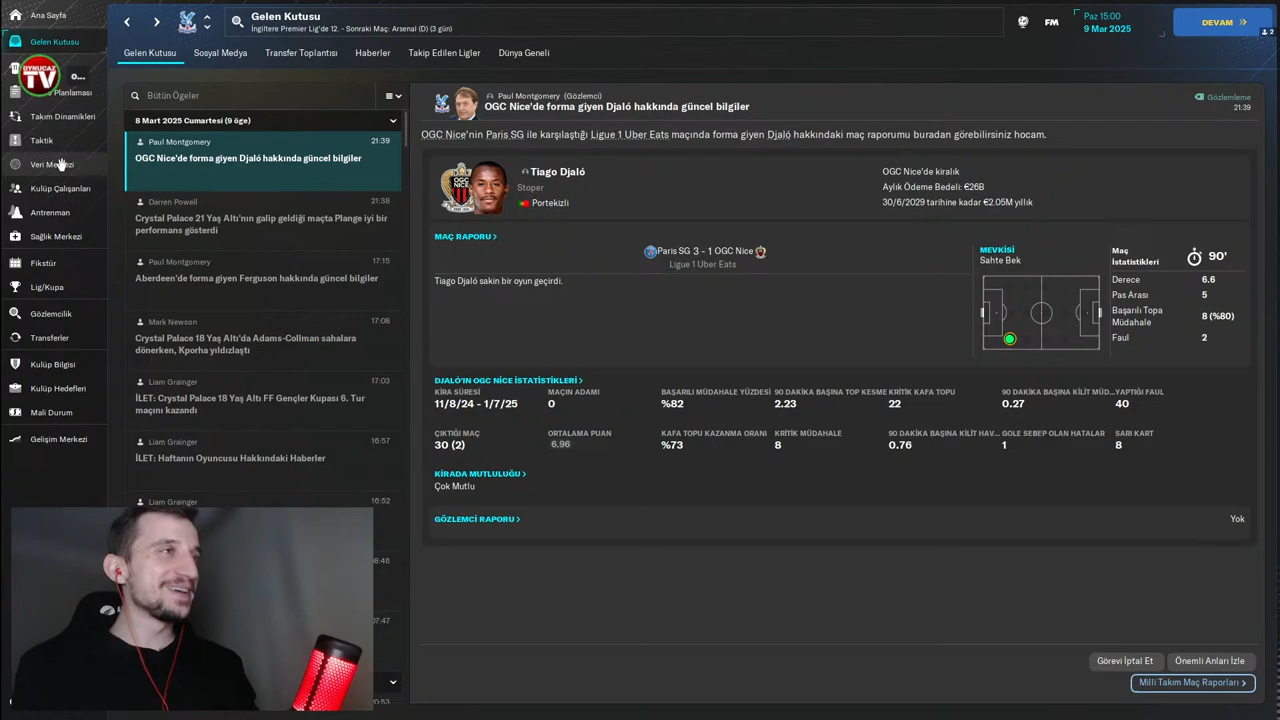 Ana Sayfa
Gelen Kutusu
OYNUCAZ
TV
O...
Planlaması
Takım Dinamikleri
Taktik
Veri Merkezi
Kulüp Çalışanları
Antrenman
Sağlık Merkezi
Fikstür
Lig/Kupa
Gözlemcilik
Transferler
Kulüp Bilgisi
Kulüp Hedefleri
Mali Durum
Gelişim Merkezi
Gelen Kutusu
İngiltere Premier Lig'de 12. - Sonraki Maç: Arsenal (D) (3 gün)
FM
Paz 15:00
9 Mar 2025
DEVAM
2
Gelen Kutusu
Sosyal Medya
Transfer Toplantısı
Haberler
Takip Edilen Ligler
Dünya Geneli
Bütün Ögeler
8 Mart 2025 Cumartesi (9 öge)
Paul Montgomery 21:39
OGC Nice'de forma giyen Djaló hakkında güncel bilgiler
Darren Powell 21:38
Crystal Palace 21 Yaş Altı'nın galip geldiği maçta Plange iyi bir
performans gösterdi
Paul Montgomery 17:15
Aberdeen'de forma giyen Ferguson hakkında güncel bilgiler
Mark Newson 17:08
Crystal Palace 18 Yaş Altı'da Adams-Collman sahalara
dönerken, Kporha yıldızlaştı
Liam Grainger 17:03
İLET: Crystal Palace 18 Yaş Altı FF Gençler Kupası 6. Tur
maçını kazandı
Liam Grainger 16:57
İLET: Haftanın Oyuncusu Hakkındaki Haberler
Liam Grainger 16:52
08:46
07:47
20:53
Paul Montgomery (Gözlemci)
OGC Nice'de forma giyen Djaló hakkında güncel bilgiler
Gözlemleme
21:39
OGC Nice'nin Paris SG ile karşılaştığı Ligue 1 Uber Eats maçında forma giyen Djaló hakkındaki maç raporumu buradan görebilirsiniz hocam.
OGC
NICE
Tiago Djaló
Stoper
Portekizli
OGC Nice'de kiralık
Aylık Ödeme Bedeli: €26B
30/6/2029 tarihine kadar €2.05M yıllık
MAÇ RAPORU
Paris SG 3 - 1 OGC Nice
Ligue 1 Uber Eats
Tiago Djaló sakin bir oyun geçirdi.
MEVKİSİ
Sahte Bek
Maç
İstatistikleri
90'
Derece 6.6
Pas Arası 5
Başarılı Topa
Müdahale 8 (%80)
Faul 2
DJALÓ'IN OGC NICE İSTATİSTİKLERİ
KİRA SÜRESİ
11/8/24 - 1/7/25
MAÇIN ADAMI
0
BAŞARILI MÜDAHALE YÜZDESİ
%82
90 DAKİKA BAŞINA TOP KESME
2.23
KRİTİK KAFA TOPU
22
90 DAKİKA BAŞINA KİLİT MÜD...
0.27
YAPTIĞI FAUL
40
ÇIKTIĞI MAÇ
30 (2)
ORTALAMA PUAN
6.96
KAFA TOPU KAZANMA ORANI
%73
KRİTİK MÜDAHALE
8
90 DAKİKA BAŞINA KİLİT HAV...
0.76
GOLE SEBEP OLAN HATALAR
1
SARI KART
8
KİRADA MUTLULUĞU
Çok Mutlu
GÖZLEMCİ RAPORU
Yok
Görevi İptal Et
Önemli Anları İzle
Milli Takım Maç Raporları